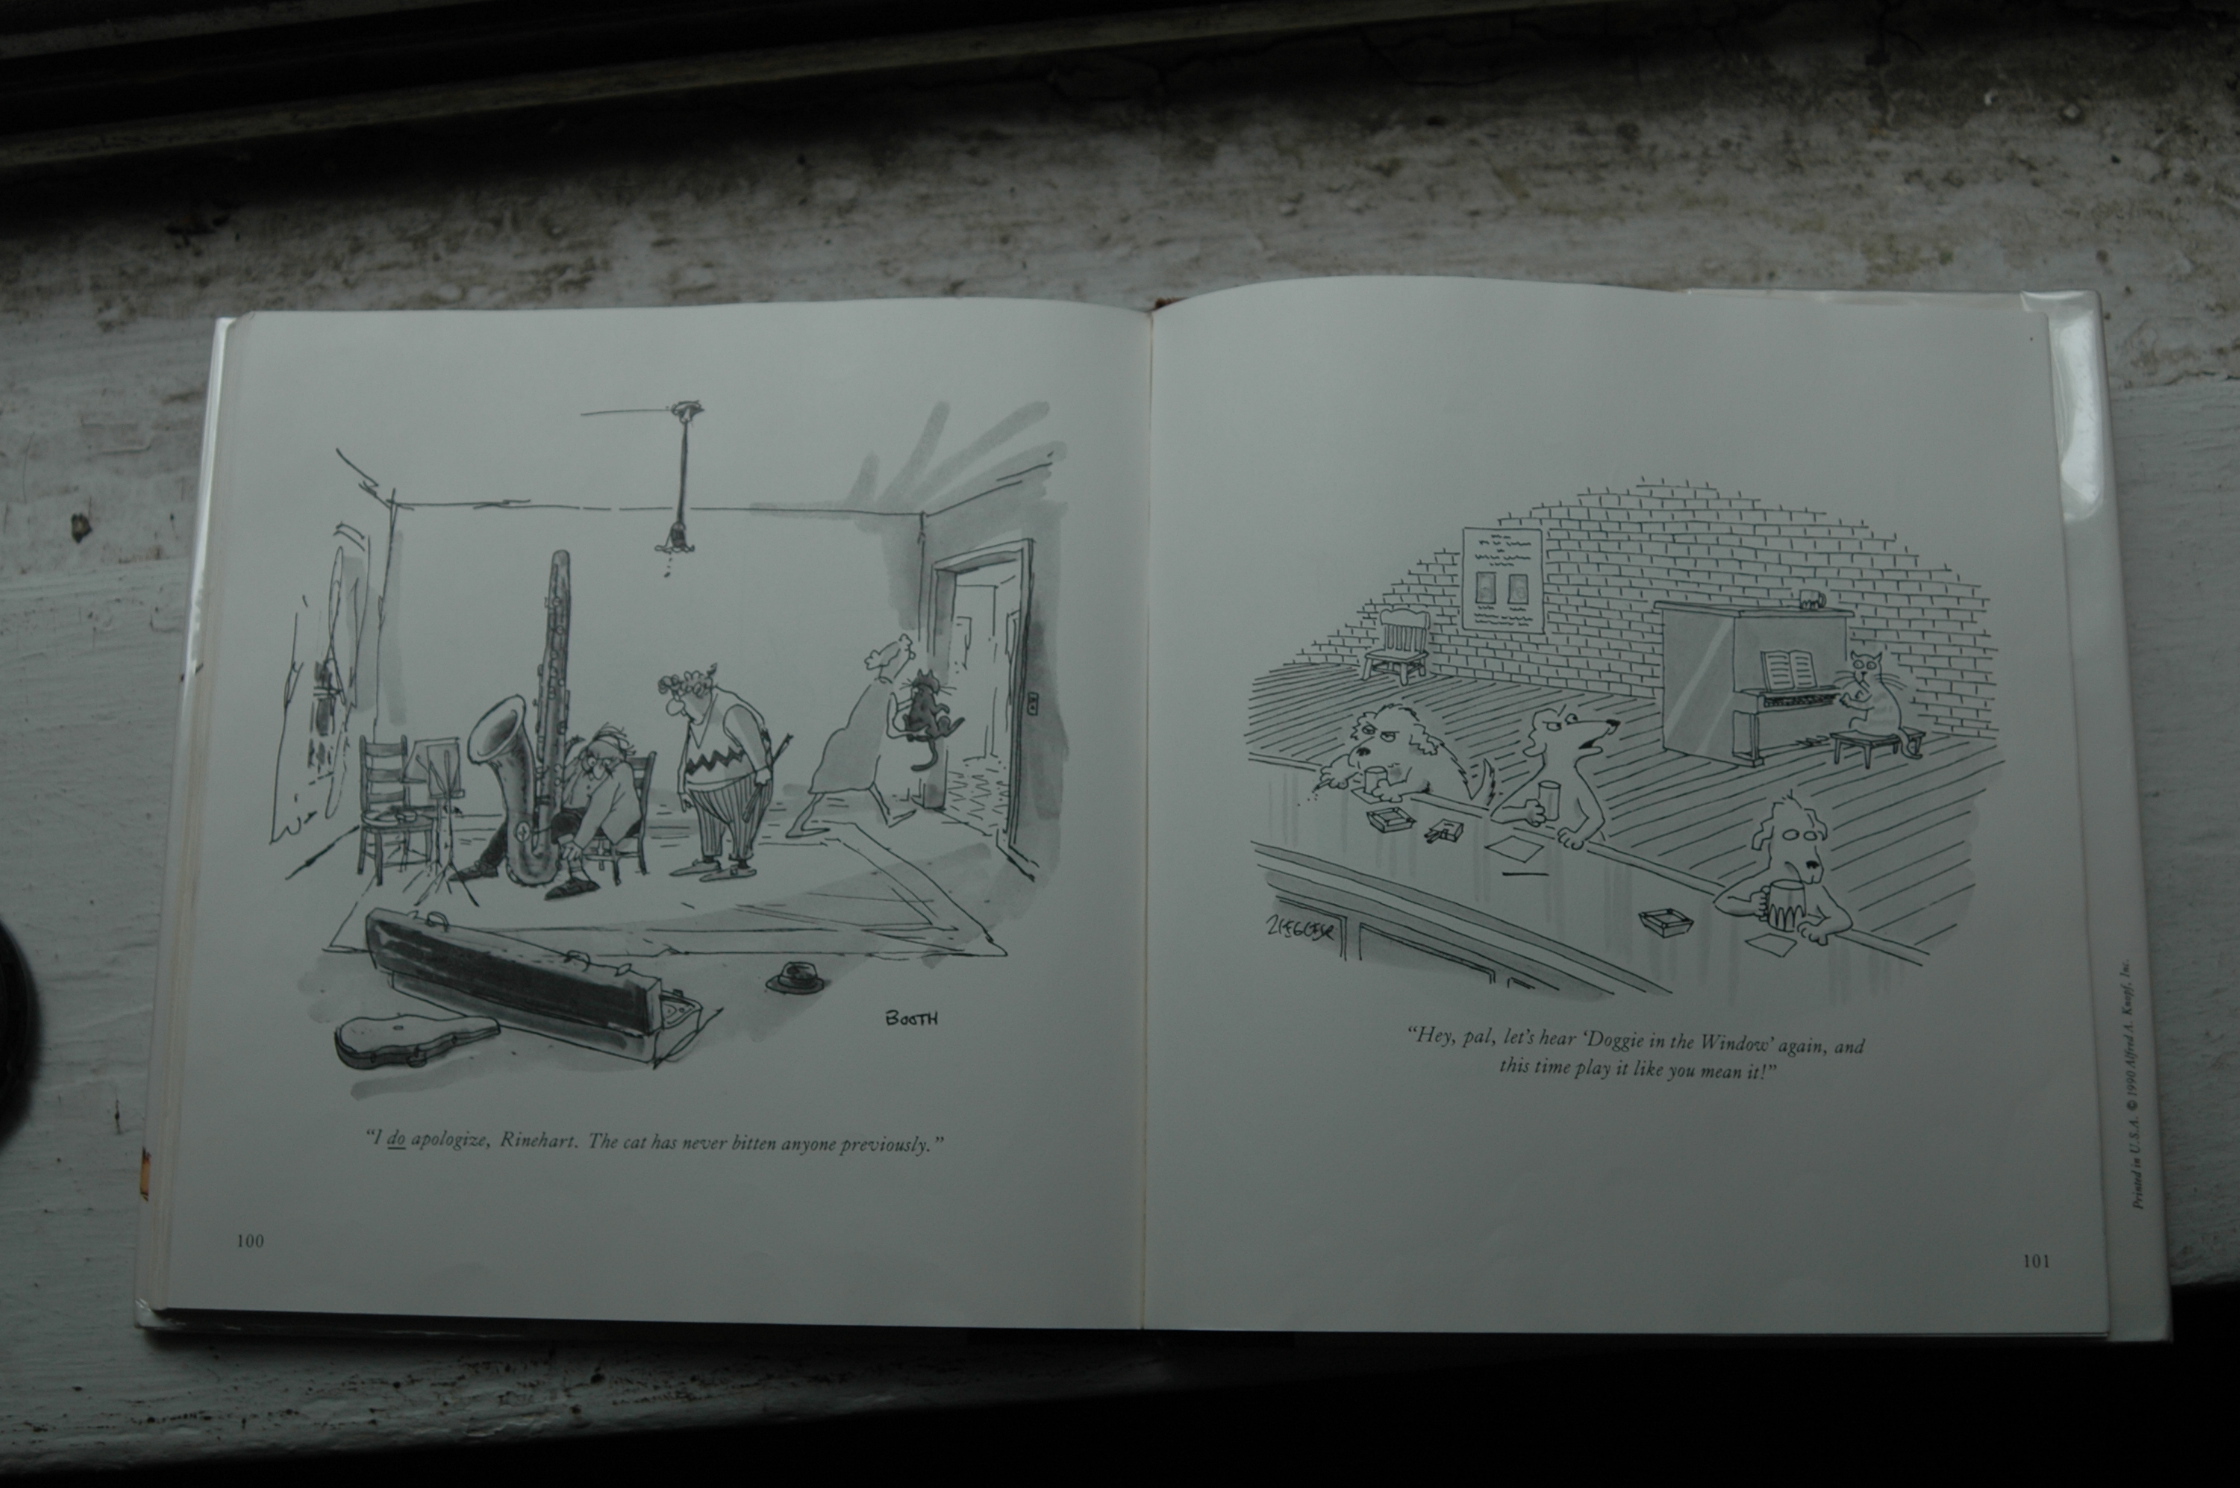 BOOTH
"I do apologize, Rinehart. The cat has never bitten anyone previously."
100
ZIEGLER
"Hey, pal, let's hear 'Doggie in the Window' again, and
this time play it like you mean it!"
101
Printed in U.S.A. © 1990 Alfred A. Knopf, Inc.